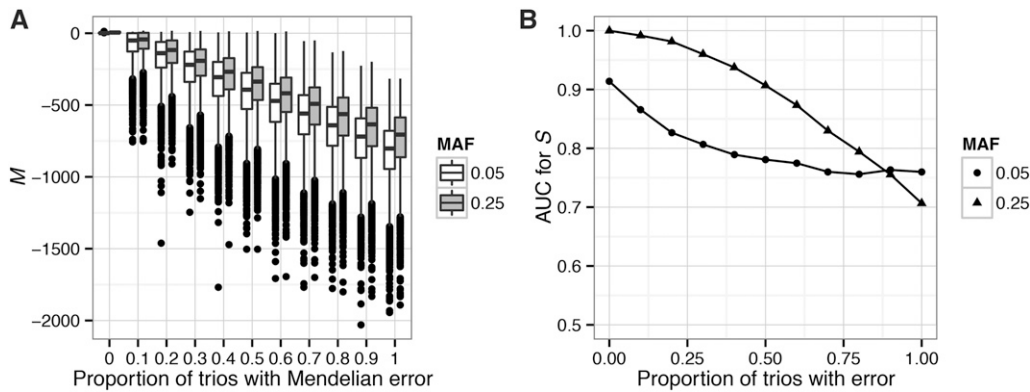 A
M
0
−500
−1000
−1500
−2000
0 0.1 0.2 0.3 0.4 0.5 0.6 0.7 0.8 0.9 1
Proportion of trios with Mendelian error
MAF
0.05
0.25
B
AUC for S
1.0
0.9
0.8
0.7
0.6
0.5
0.00 0.25 0.50 0.75 1.00
Proportion of trios with error
MAF
0.05
0.25